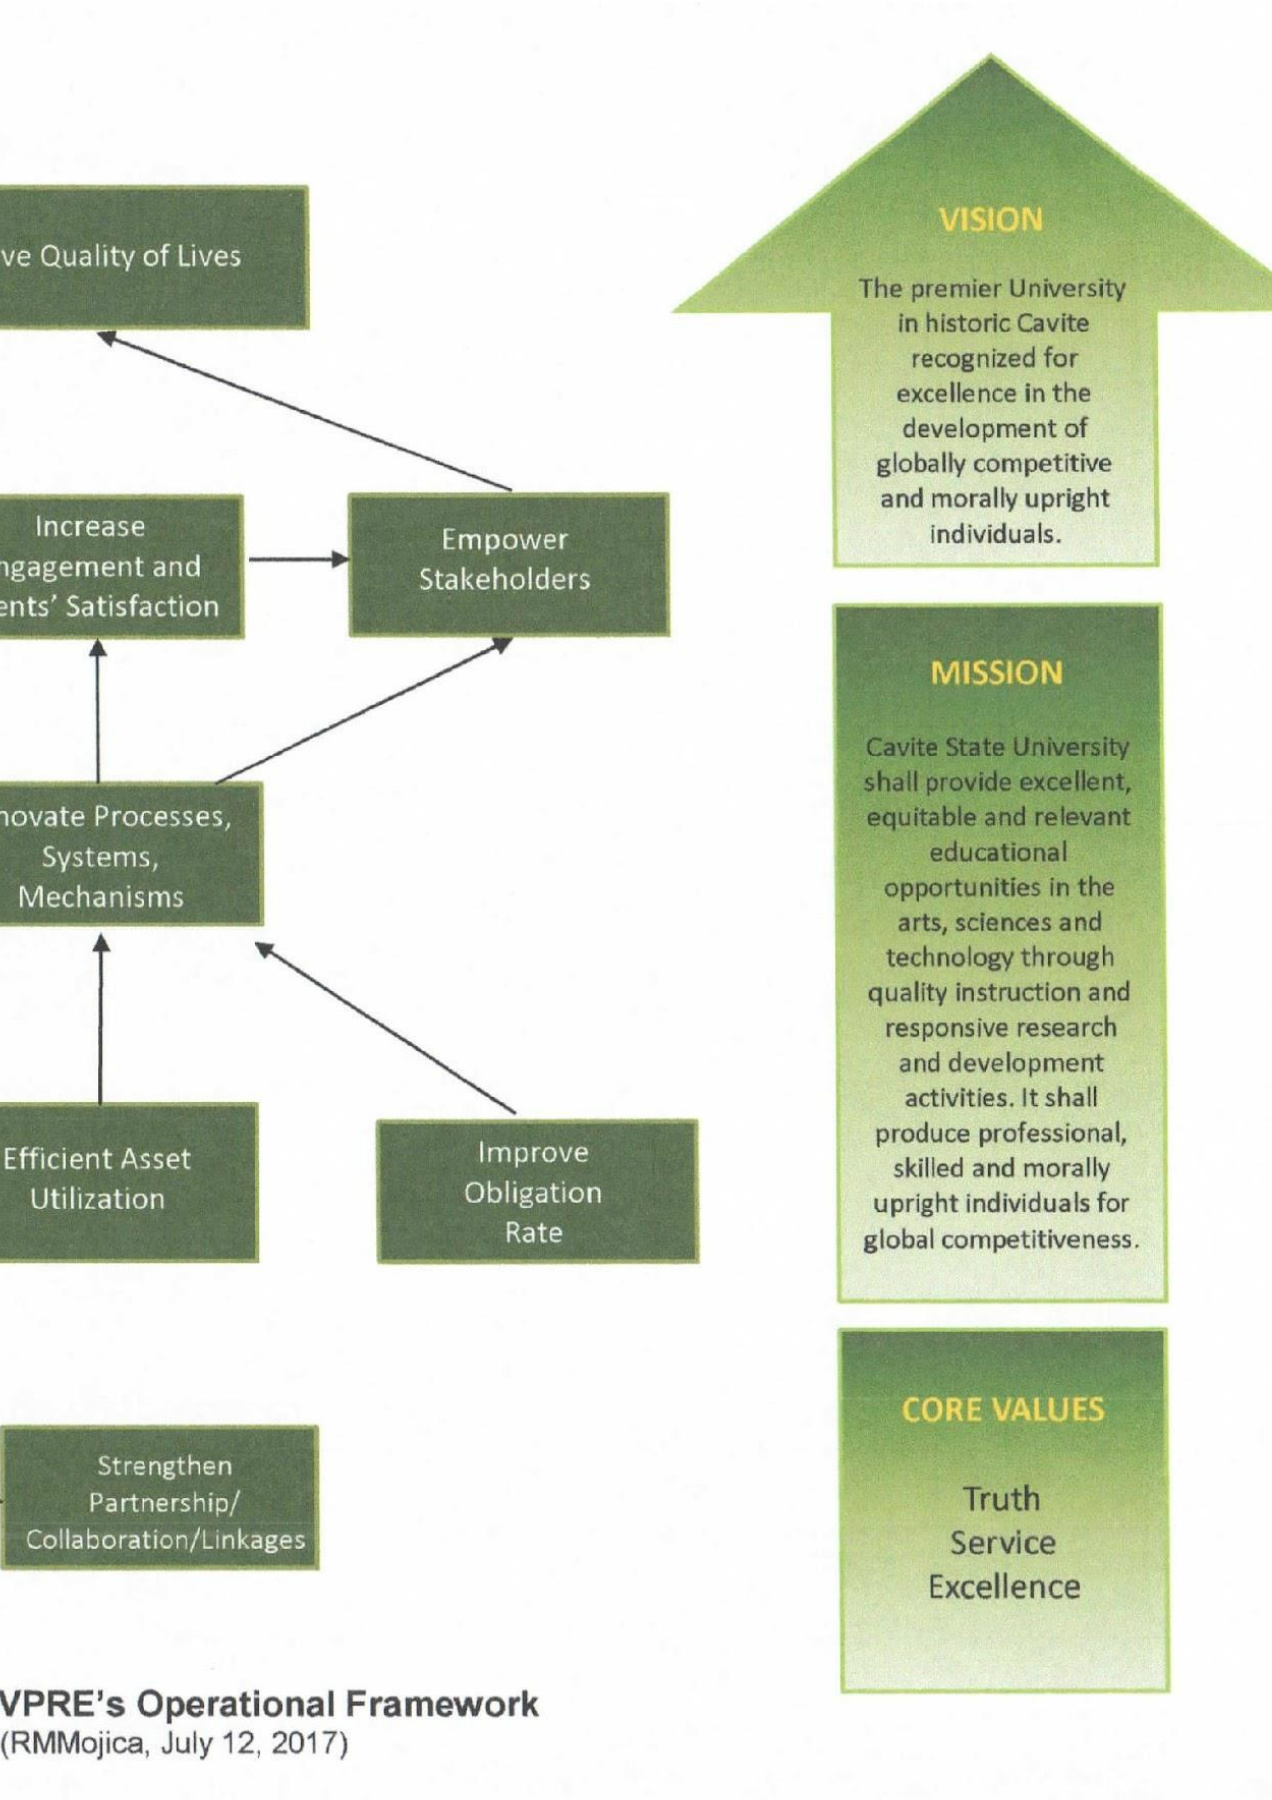 ve Quality of Lives
Increase
ngagement and
ents' Satisfaction
Empower
Stakeholders
novate Processes,
Systems,
Mechanisms
Efficient Asset
Utilization
Improve
Obligation
Rate
Strengthen
Partnership/
Collaboration/Linkages
VPRE's Operational Framework
(RMMojica, July 12, 2017)
VISION
The premier University
in historic Cavite
recognized for
excellence in the
development of
globally competitive
and morally upright
individuals.
MISSION
Cavite State University
shall provide excellent,
equitable and relevant
educational
opportunities in the
arts, sciences and
technology through
quality instruction and
responsive research
and development
activities. It shall
produce professional,
skilled and morally
upright individuals for
global competitiveness.
CORE VALUES
Truth
Service
Excellence